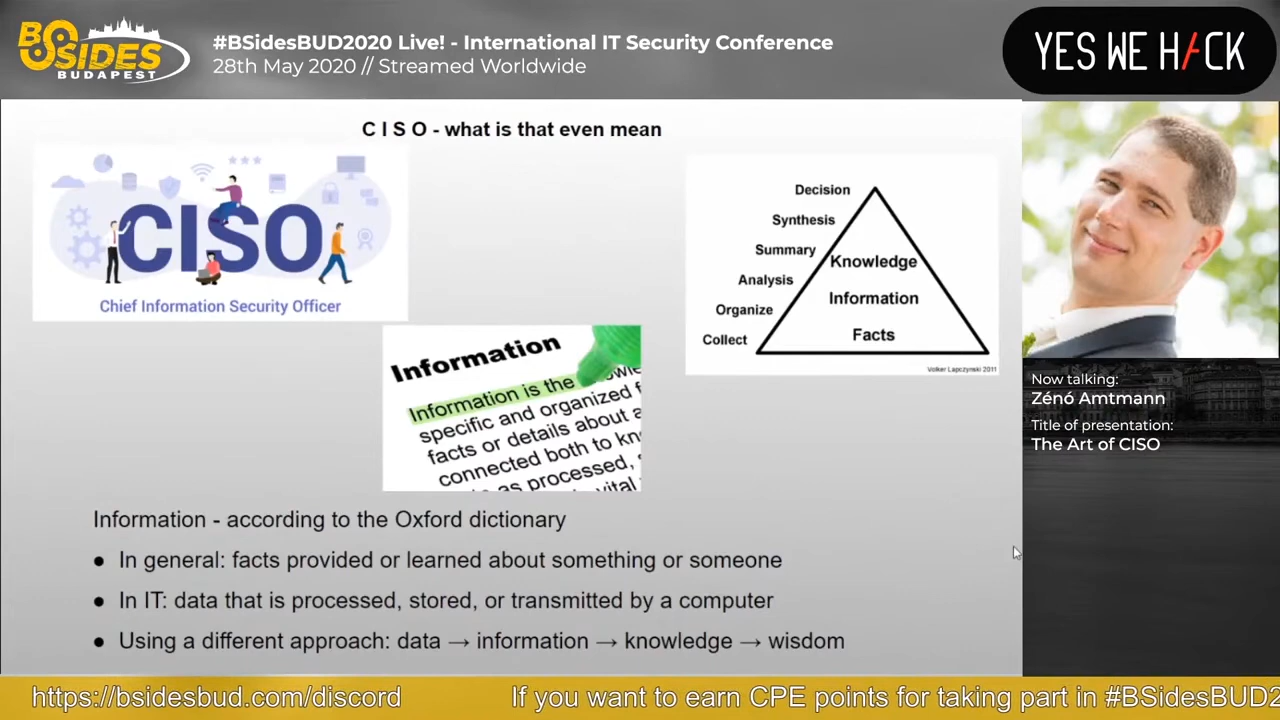 BSIDES
BUDAPEST
#BSidesBUD2020 Live! - International IT Security Conference
28th May 2020 // Streamed Worldwide
YES WE H/CK
C I S O - what is that even mean
CISO
Chief Information Security Officer
Decision
Synthesis
Summary
Analysis
Organize
Collect
Knowledge
Information
Facts
Volker Lapczynski 2011
Information
Information is the
specific and organized
facts or details about a
connected both to kn
as processed,
vital
Now talking:
Zénó Amtmann
Title of presentation:
The Art of CISO
Information - according to the Oxford dictionary
● In general: facts provided or learned about something or someone
● In IT: data that is processed, stored, or transmitted by a computer
● Using a different approach: data → information → knowledge → wisdom
https://bsidesbud.com/discord
If you want to earn CPE points for taking part in #BSidesBUD2